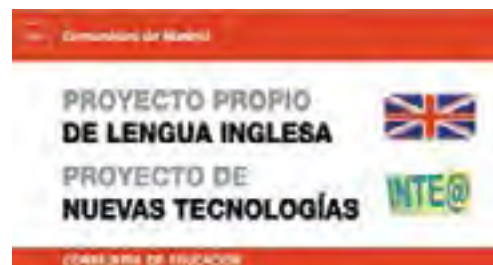 Comunidad de Madrid
PROYECTO PROPIO
DE LENGUA INGLESA
PROYECTO DE
NUEVAS TECNOLOGÍAS
INTE@
CONSEJERÍA DE EDUCACIÓN